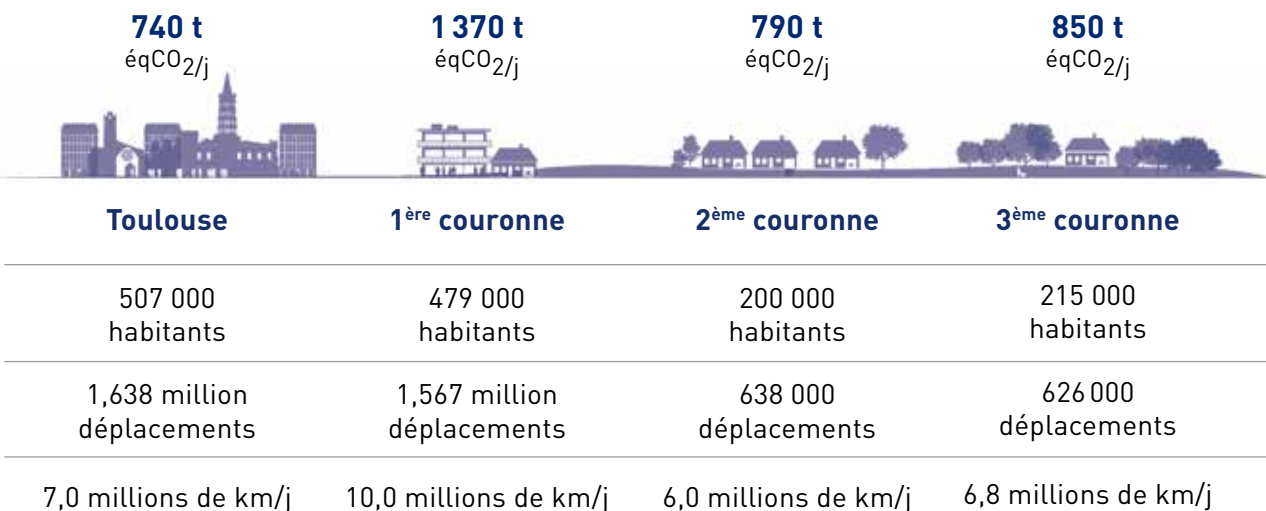 740 t 1 370 t 790 t 850 t
éqCO2/j éqCO2/j éqCO2/j éqCO2/j
Toulouse 1ère couronne 2ème couronne 3ème couronne
507 000 479 000 200 000 215 000
habitants habitants habitants habitants
1,638 million 1,567 million 638 000 626 000
déplacements déplacements déplacements déplacements
7,0 millions de km/j 10,0 millions de km/j 6,0 millions de km/j 6,8 millions de km/j